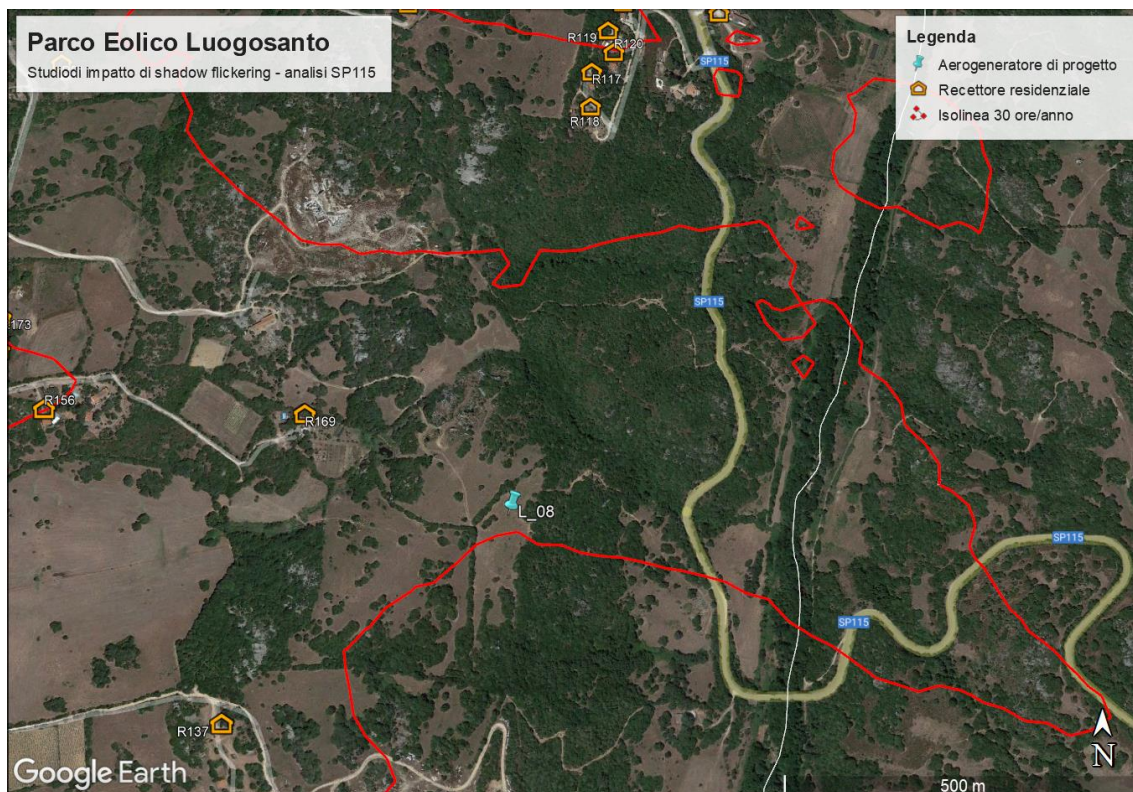 Parco Eolico Luogosanto
Studiodi impatto di shadow flickering - analisi SP115
Legenda
Aerogeneratore di progetto
Recettore residenziale
Isolinea 30 ore/anno
R119
R120
SP115
R117
R118
SP115
173
R156
R169
L_08
SP115
SP115
R137
Google Earth
N
500 m